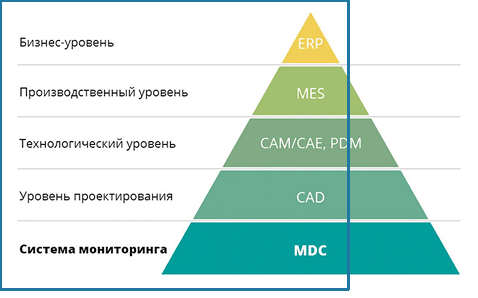 Бизнес-уровень
ERP
Производственный уровень
MES
Технологический уровень
CAM/CAE, PDM
Уровень проектирования
CAD
Система мониторинга
MDC